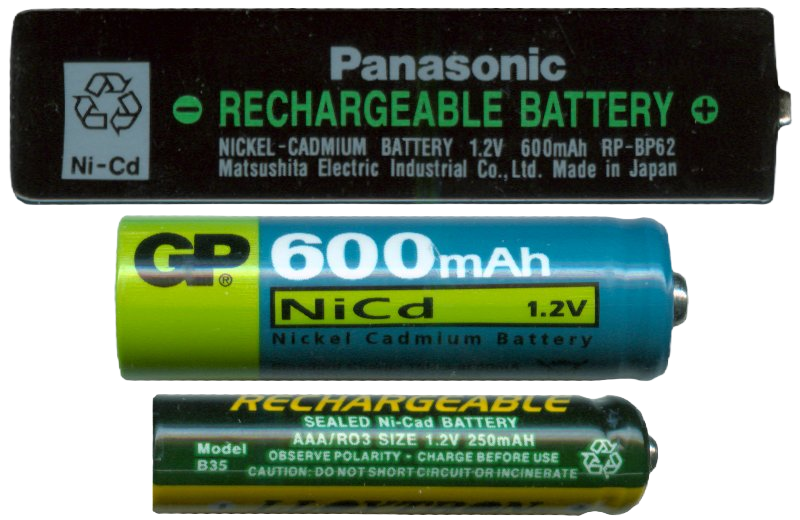 Panasonic
RECHARGEABLE BATTERY
NICKEL-CADMIUM BATTERY 1.2V 600mAh RP-BP62
Matsushita Electric Industrial Co.,Ltd. Made in Japan
Ni-Cd
GP®
600mAh
NiCd 1.2V
Nickel Cadmium Battery
RECHARGEABLE
SEALED Ni-Cad BATTERY
AAA/RO3 SIZE 1.2V 250mAH
Model
B35
OBSERVE POLARITY - CHARGE BEFORE USE
CAUTION: DO NOT SHORT CIRCUIT OR INCINERATE